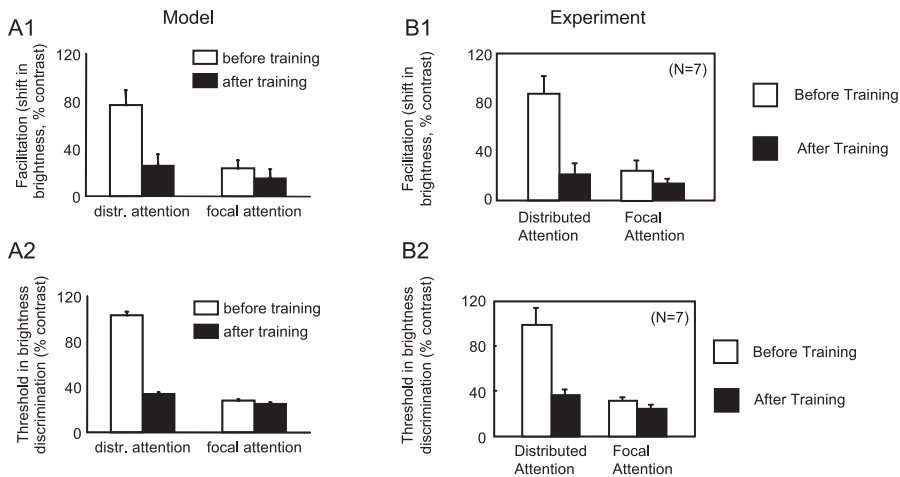 Model
Experiment
A1
Facilitation (shift in
brightness, % contrast)
120
80
40
0
before training
after training
distr. attention
focal attention
B1
Facilitation (shift in
brightness, % contrast)
120
80
40
0
(N=7)
Distributed
Attention
Focal
Attention
Before Training
After Training
A2
Threshold in brightness
discrimination (% contrast)
120
80
40
0
before training
after training
distr. attention
focal attention
B2
Threshold in brightness
discrimination (% contrast)
120
80
40
0
(N=7)
Distributed
Attention
Focal
Attention
Before Training
After Training